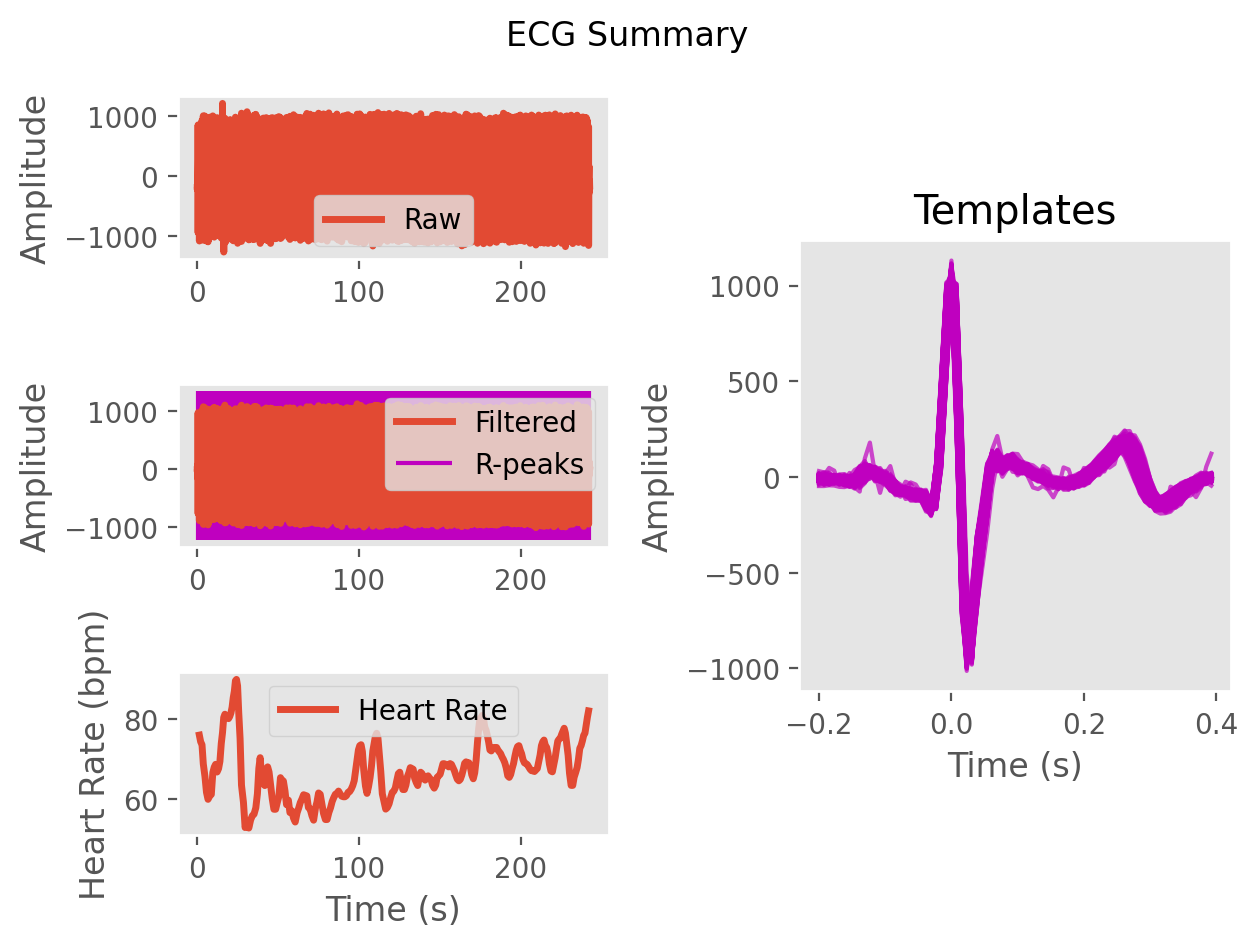 ECG Summary
Amplitude
1000
0
−1000
Raw
0 100 200
Amplitude
1000
0
−1000
Filtered
R-peaks
0 100 200
Heart Rate (bpm)
80
60
Heart Rate
0 100 200
Time (s)
Templates
Amplitude
1000
500
0
−500
−1000
−0.2 0.0 0.2 0.4
Time (s)